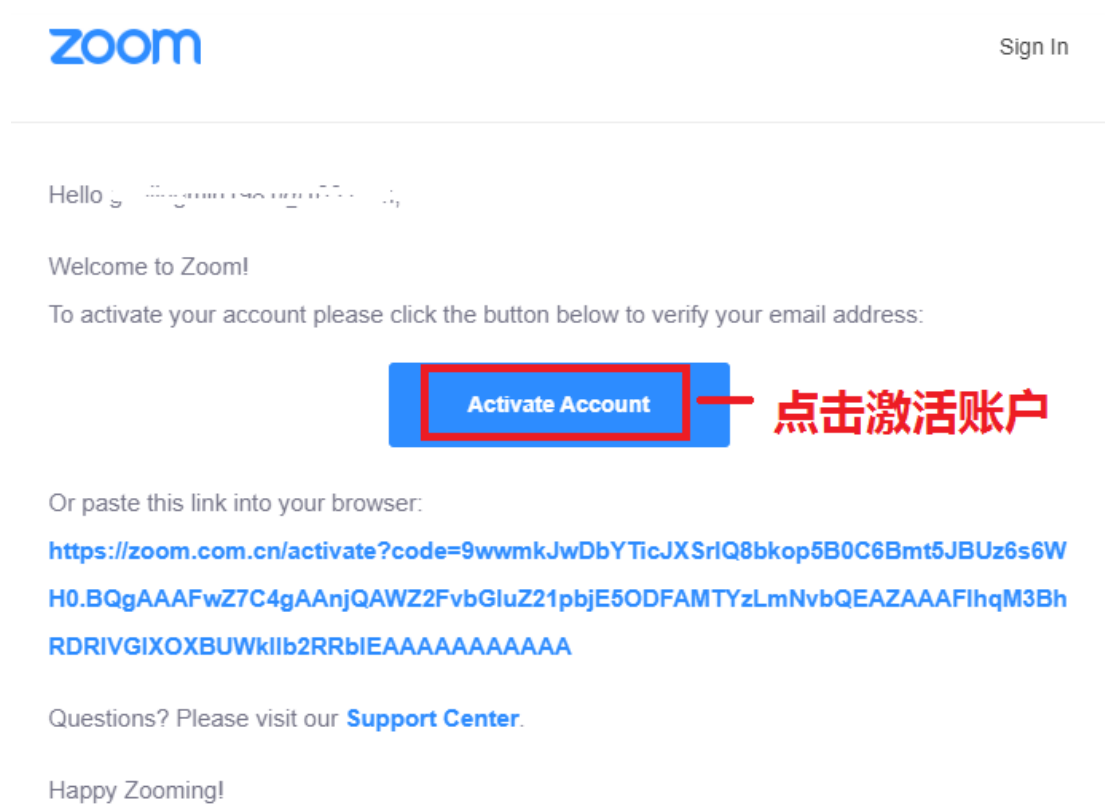 zoom
Sign In
Hello
Welcome to Zoom!
To activate your account please click the button below to verify your email address:
Activate Account
点击激活账户
Or paste this link into your browser:
https://zoom.com.cn/activate?code=9wwmkJwDbYTicJXSrlQ8bkop5B0C6Bmt5JBUz6s6W
H0.BQgAAAFwZ7C4gAAnjQAWZ2FvbGluZ21pbjE5ODFAMTYzLmNvbQEAZAAAFlhqM3Bh
RDRIVGlXOXBUWkllb2RRblEAAAAAAAAAAA
Questions? Please visit our Support Center.
Happy Zooming!